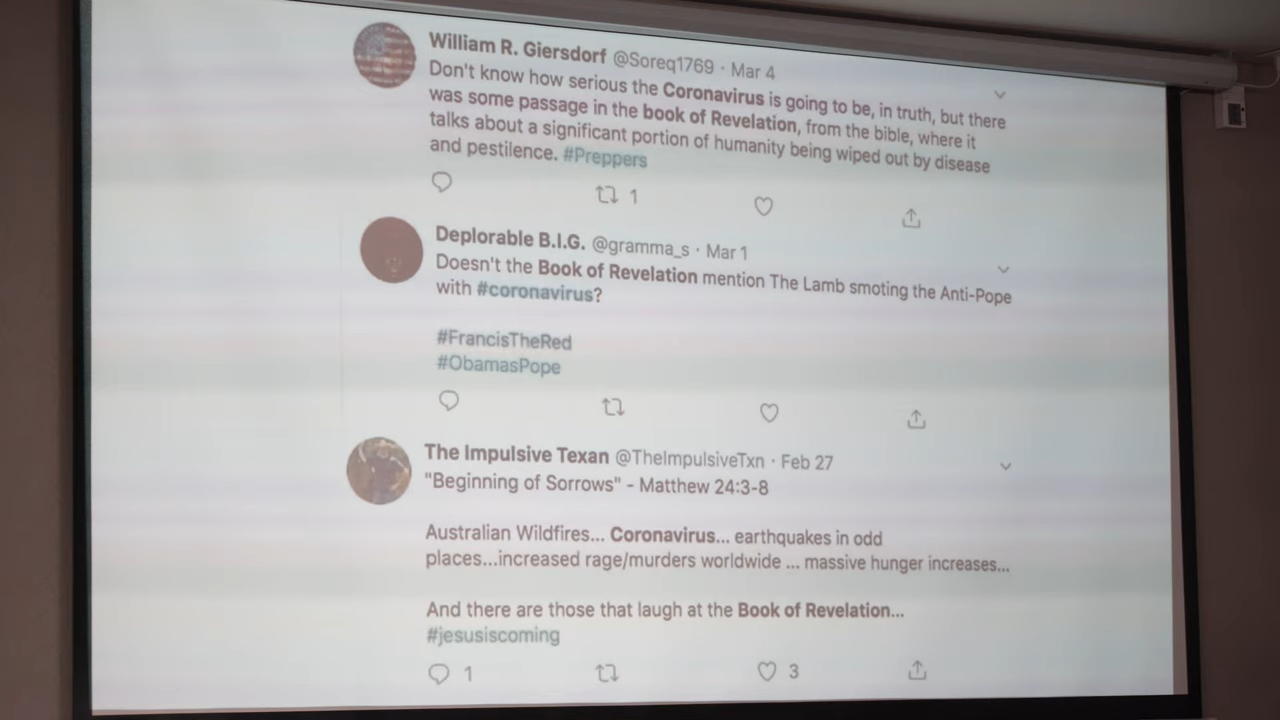 William R. Giersdorf @Soreq1769 · Mar 4
Don't know how serious the Coronavirus is going to be, in truth, but there
was some passage in the book of Revelation, from the bible, where it
talks about a significant portion of humanity being wiped out by disease
and pestilence. #Preppers
1
Deplorable B.I.G. @gramma_s · Mar 1
Doesn't the Book of Revelation mention The Lamb smoting the Anti-Pope
with #coronavirus?
#FrancisTheRed
#ObamasPope
The Impulsive Texan @TheImpulsiveTxn · Feb 27
"Beginning of Sorrows" - Matthew 24:3-8
Australian Wildfires... Coronavirus... earthquakes in odd
places...increased rage/murders worldwide ... massive hunger increases...
And there are those that laugh at the Book of Revelation...
#jesusiscoming
1 3